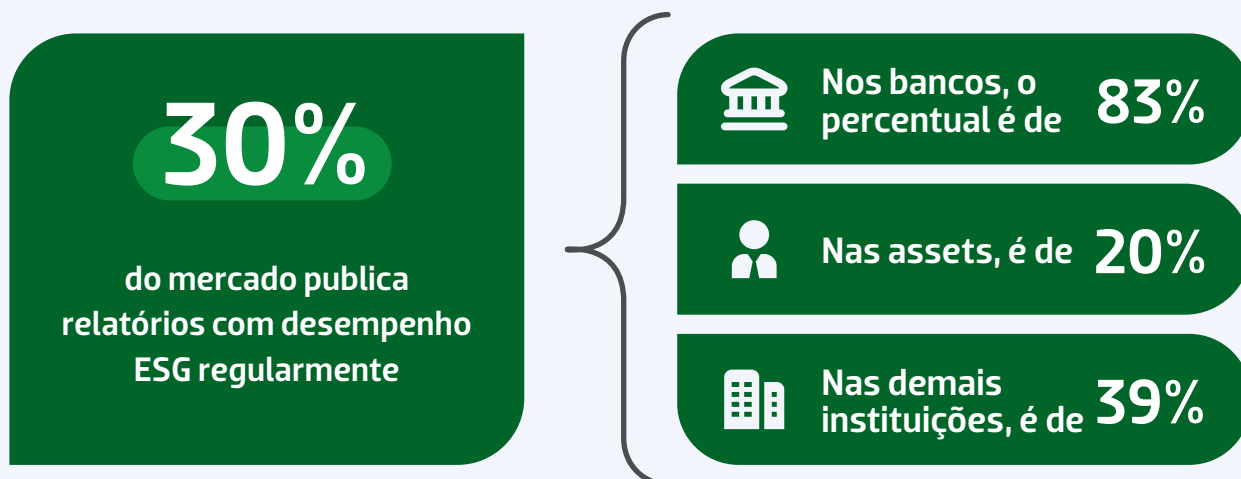 30%
do mercado publica
relatórios com desempenho
ESG regularmente
Nos bancos, o
percentual é de
83%
Nas assets, é de 20%
Nas demais
instituições, é de
39%